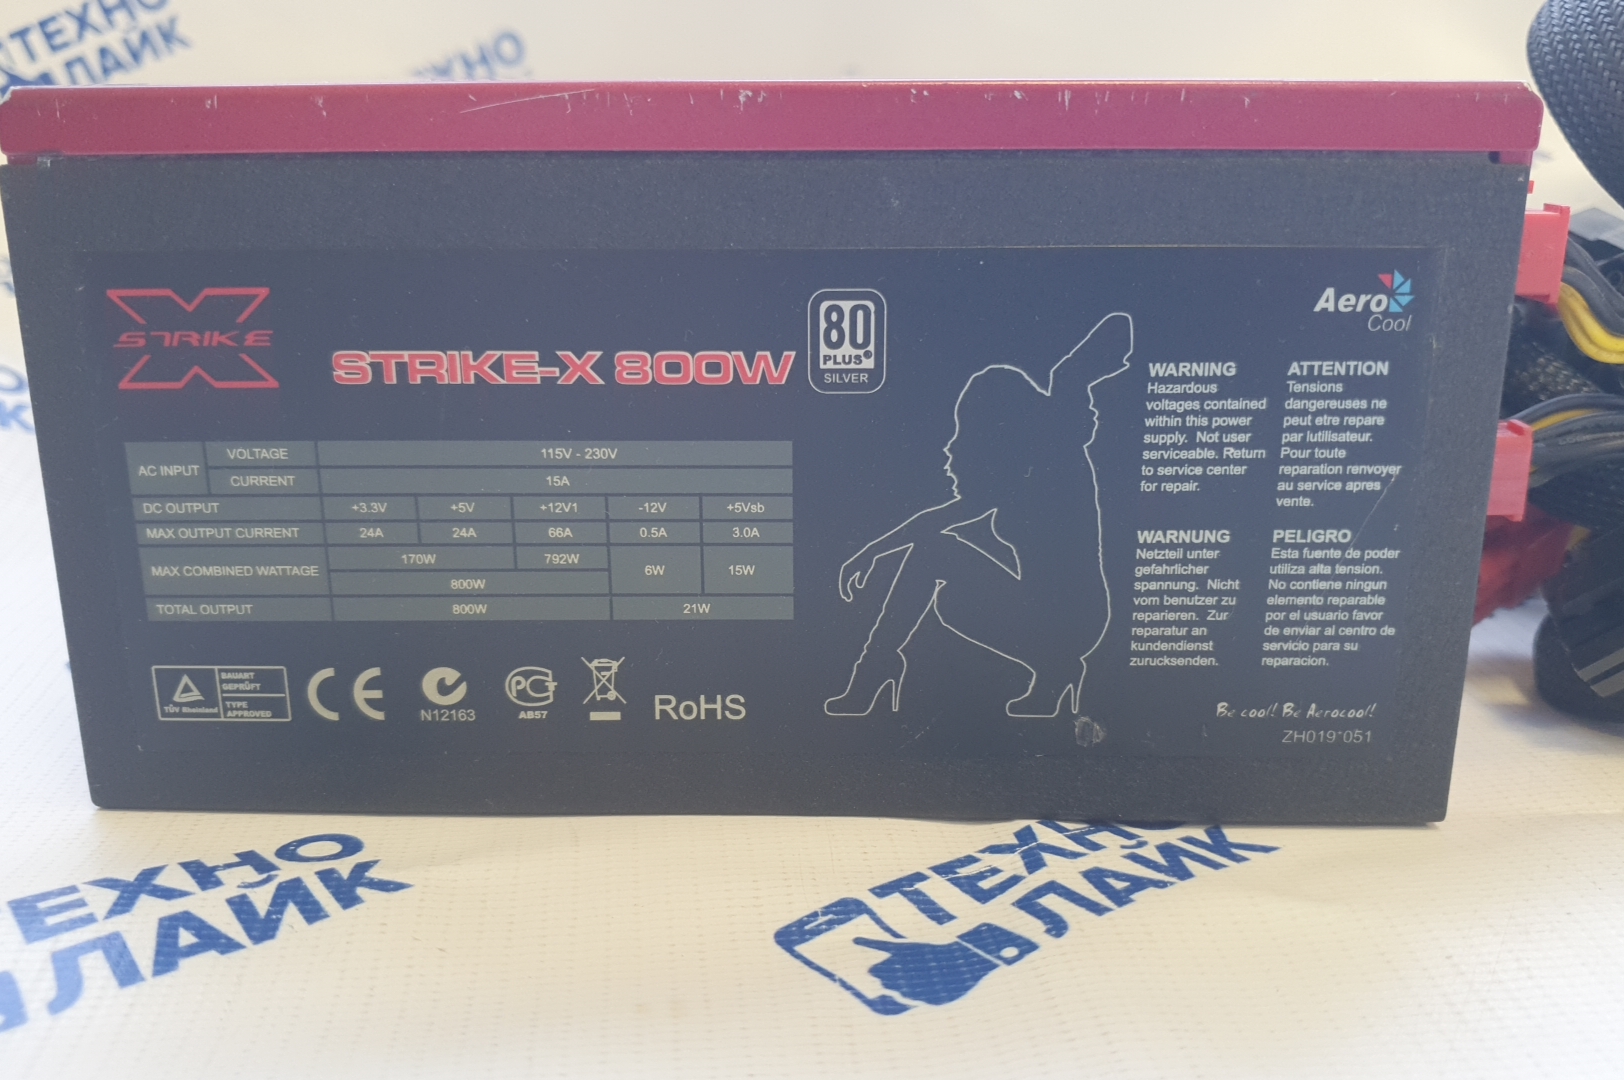 ТЕХНО
ЛАЙК
ХНО
STRIKE
STRIKE-X 800W
80
PLUS®
SILVER
Aero
Cool
AC INPUT VOLTAGE 115V - 230V
CURRENT 15A
DC OUTPUT +3.3V +5V +12V1 -12V +5Vsb
MAX OUTPUT CURRENT 24A 24A 66A 0.5A 3.0A
MAX COMBINED WATTAGE 170W 792W 6W 15W
800W
TOTAL OUTPUT 800W 21W
TÜV Rheinland
BAUART
GEPRÜFT
TYPE
APPROVED
CE
N12163
AB57
RoHS
WARNING
Hazardous
voltages contained
within this power
supply. Not user
serviceable. Return
to service center
for repair.
ATTENTION
Tensions
dangereuses ne
peut etre repare
par lutilisateur.
Pour toute
reparation renvoyer
au service apres
vente.
WARNUNG
Netzteil unter
gefahrlicher
spannung. Nicht
vom benutzer zu
reparieren. Zur
reparatur an
kundendienst
zurucksenden.
PELIGRO
Esta fuente de poder
utiliza alta tension.
No contiene ningun
elemento reparable
por el usuario favor
de enviar al centro de
servicio para su
reparacion.
Be cool! Be Aerocool!
ZH019*051
ЕХНО
ЛАЙК
ТЕХНО
ЛАЙК